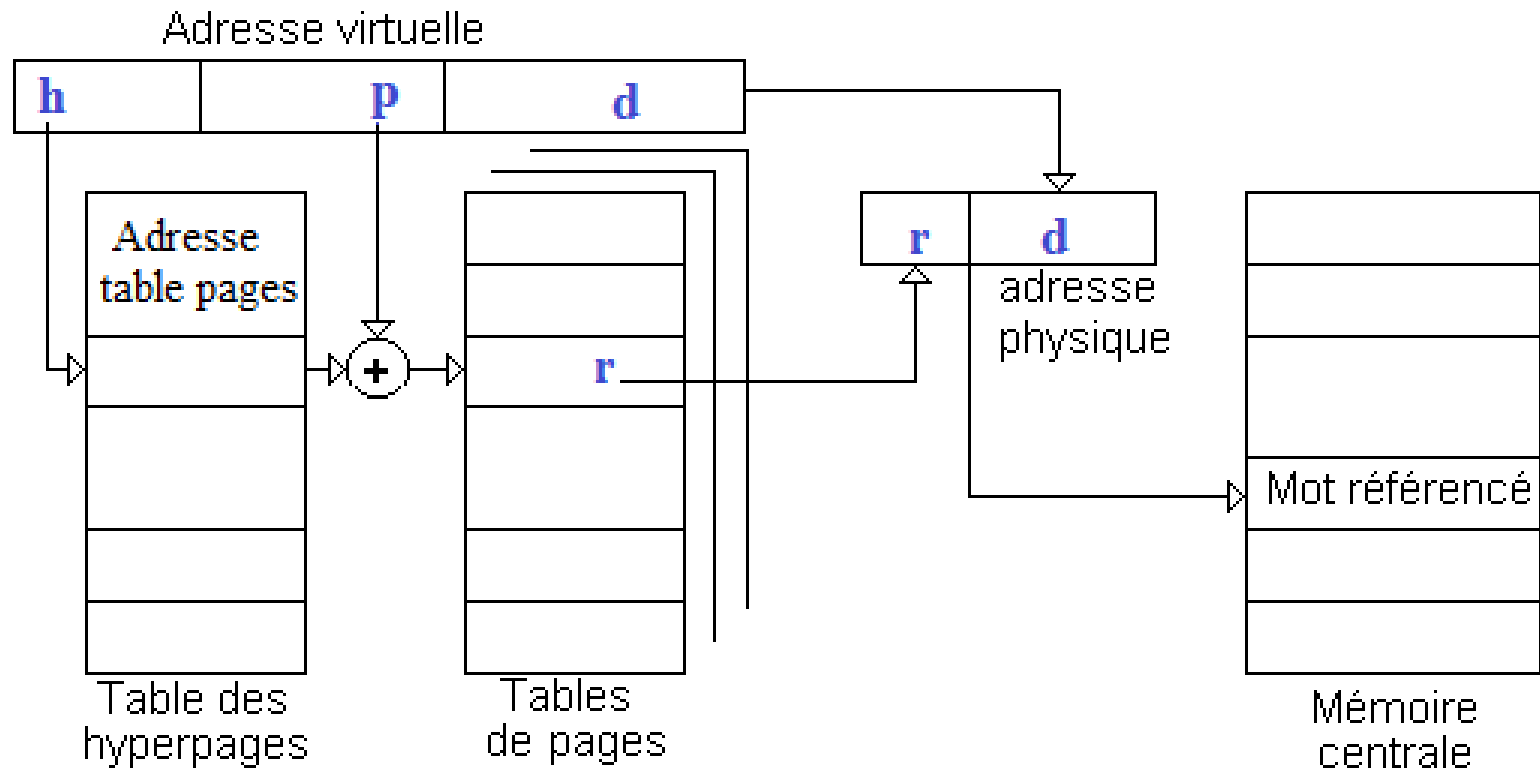 Adresse virtuelle
h p d
Adresse
table pages
+
r
r d
adresse
physique
Mot référencé
Table des
hyperpages
Tables
de pages
Mémoire
centrale